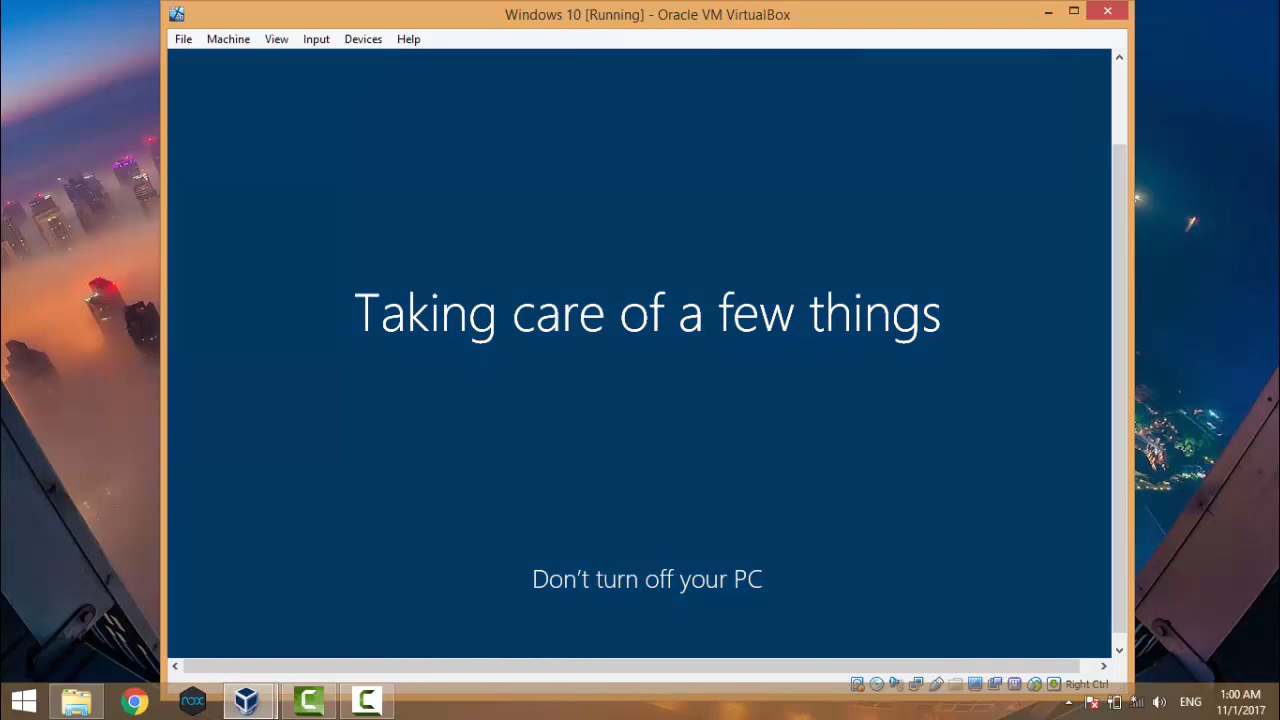 Windows 10 [Running] - Oracle VM VirtualBox
File Machine View Input Devices Help
Taking care of a few things
Don't turn off your PC
Right Ctrl
nox
ENG
1:00 AM
11/1/2017